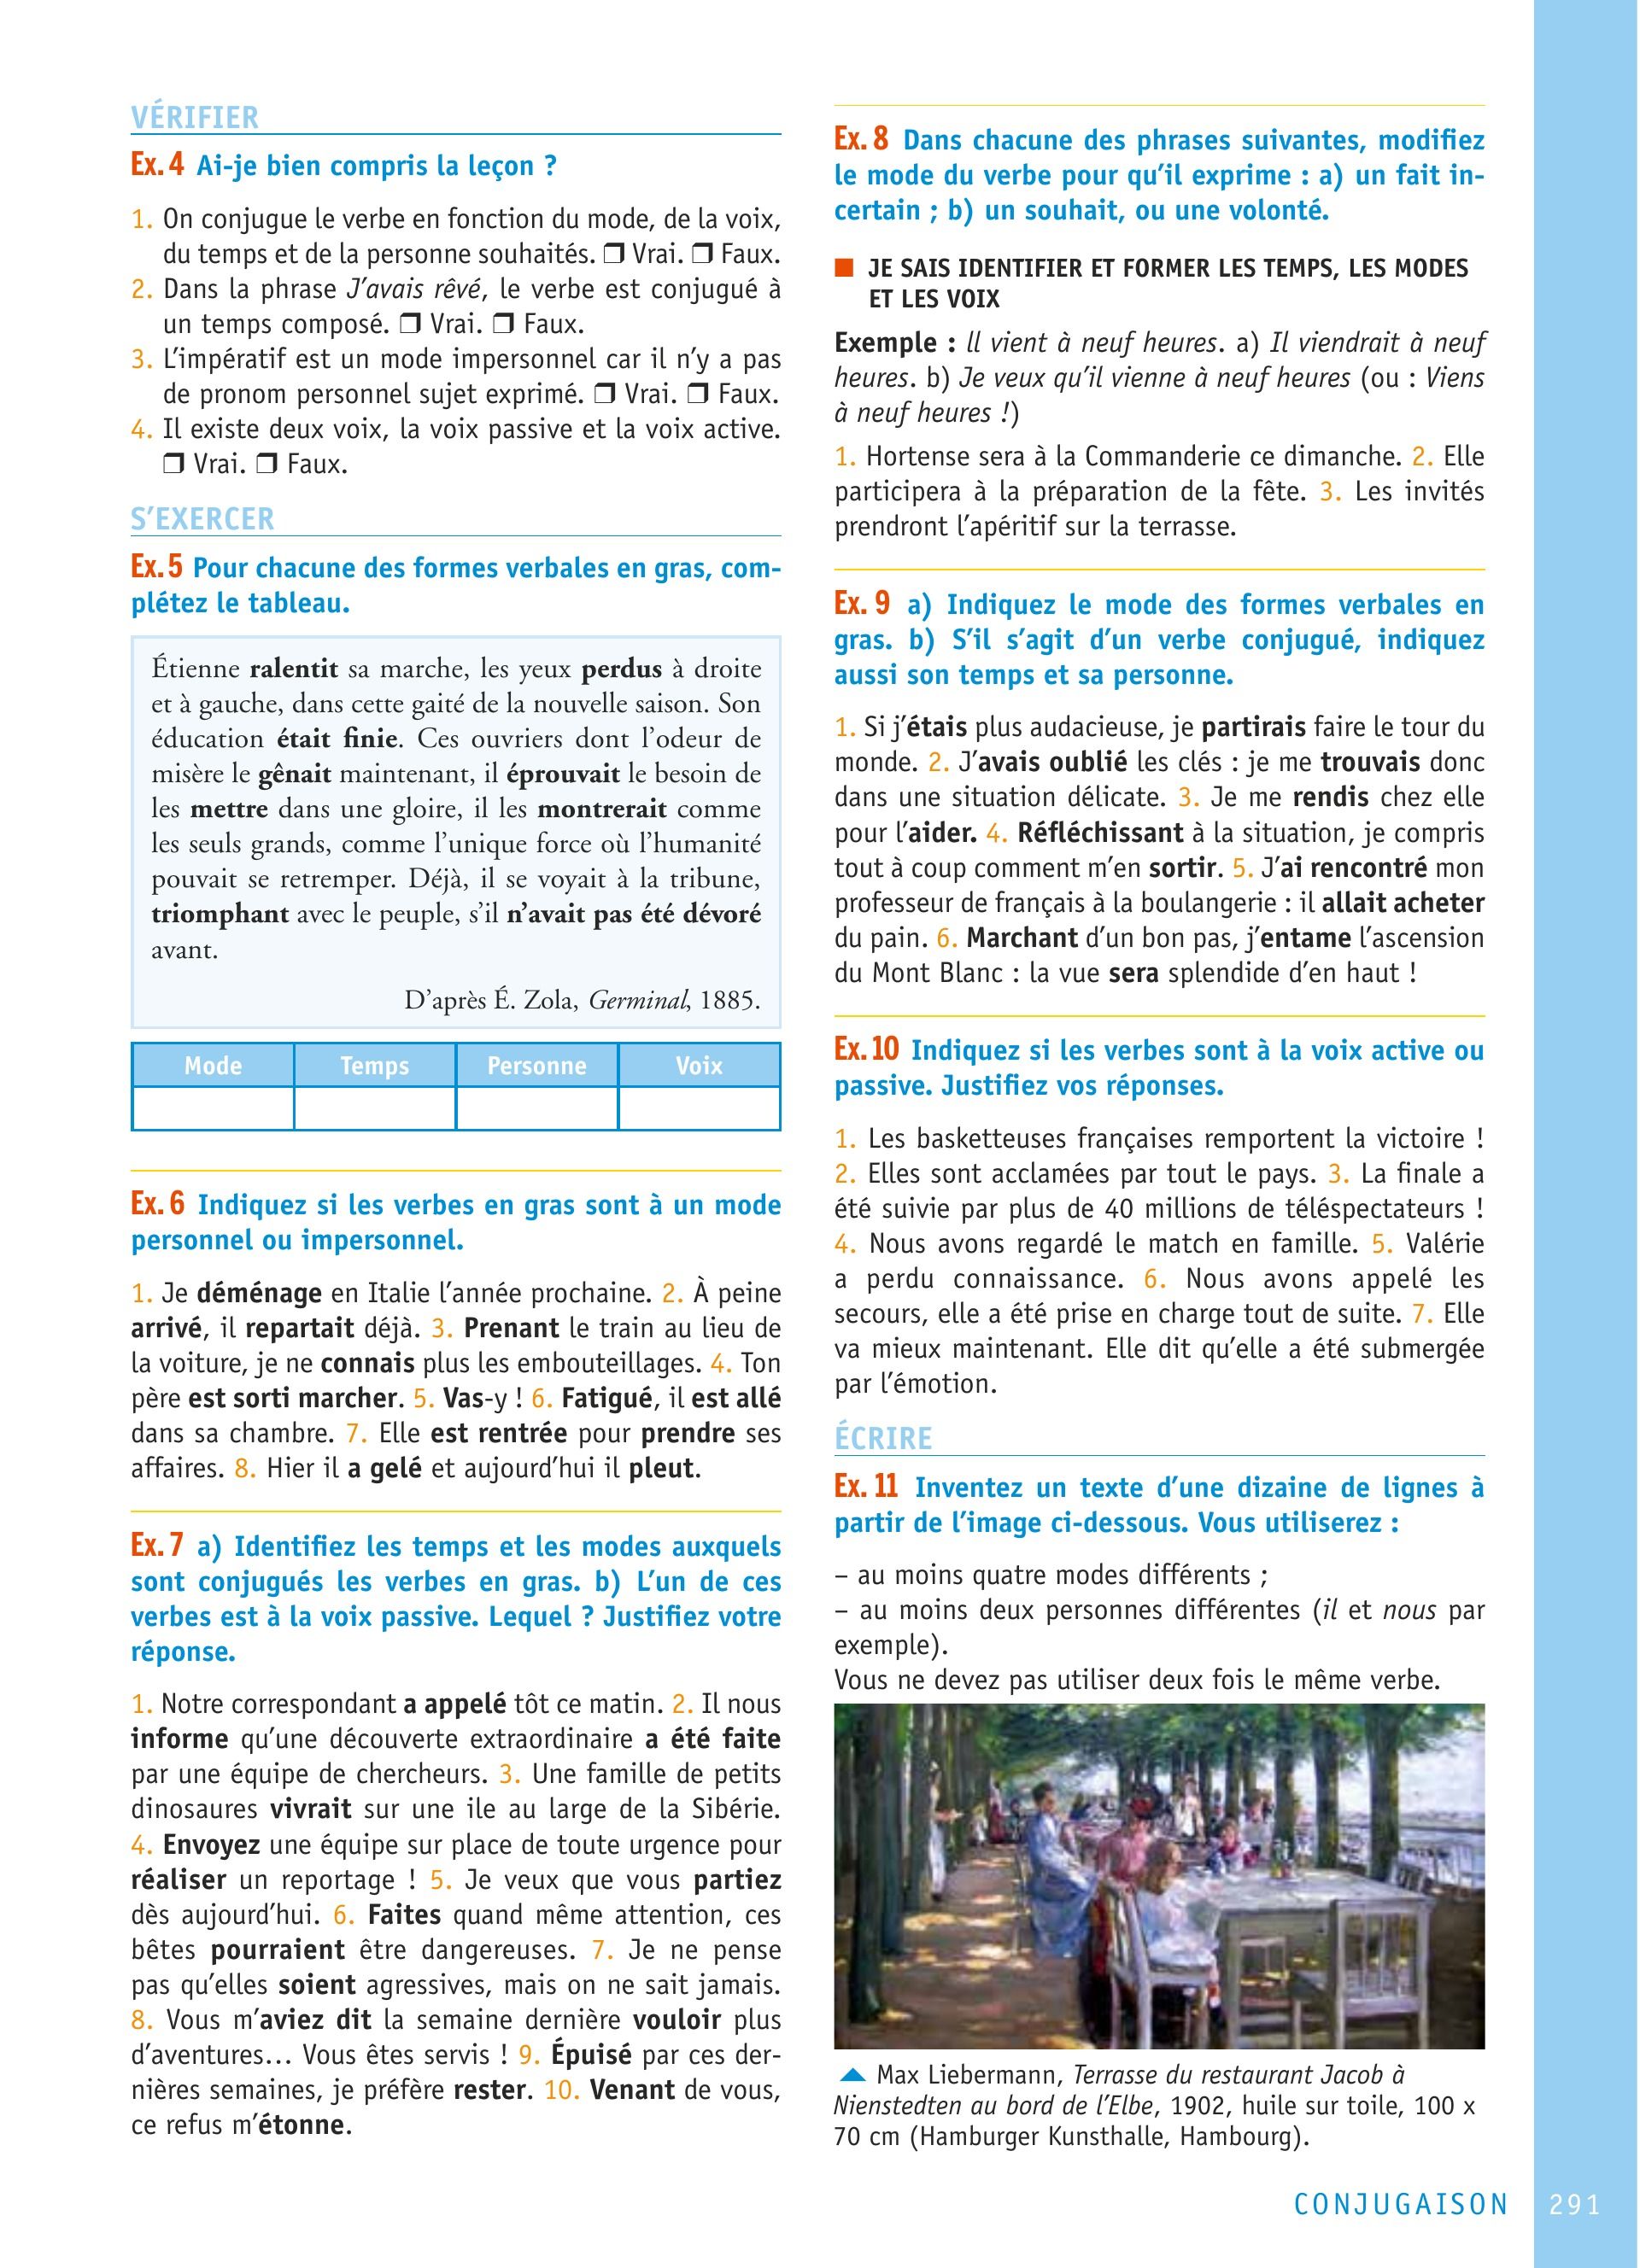 VÉRIFIER
Ex. 4 Ai-je bien compris la leçon ?
1. On conjugue le verbe en fonction du mode, de la voix,
du temps et de la personne souhaités. ❒ Vrai. ❒ Faux.
2. Dans la phrase J’avais rêvé, le verbe est conjugué à
un temps composé. ❒ Vrai. ❒ Faux.
3. L’impératif est un mode impersonnel car il n’y a pas
de pronom personnel sujet exprimé. ❒ Vrai. ❒ Faux.
4. Il existe deux voix, la voix passive et la voix active.
❒ Vrai. ❒ Faux.
S’EXERCER
Ex. 5 Pour chacune des formes verbales en gras, com-
plétez le tableau.
Étienne ralentit sa marche, les yeux perdus à droite
et à gauche, dans cette gaité de la nouvelle saison. Son
éducation était finie. Ces ouvriers dont l’odeur de
misère le gênait maintenant, il éprouvait le besoin de
les mettre dans une gloire, il les montrerait comme
les seuls grands, comme l’unique force où l’humanité
pouvait se retremper. Déjà, il se voyait à la tribune,
triomphant avec le peuple, s’il n’avait pas été dévoré
avant.
D’après É. Zola, Germinal, 1885.
Mode Temps Personne Voix
Ex. 6 Indiquez si les verbes en gras sont à un mode
personnel ou impersonnel.
1. Je déménage en Italie l’année prochaine. 2. À peine
arrivé, il repartait déjà. 3. Prenant le train au lieu de
la voiture, je ne connais plus les embouteillages. 4. Ton
père est sorti marcher. 5. Vas-y ! 6. Fatigué, il est allé
dans sa chambre. 7. Elle est rentrée pour prendre ses
affaires. 8. Hier il a gelé et aujourd’hui il pleut.
Ex. 7 a) Identifiez les temps et les modes auxquels
sont conjugués les verbes en gras. b) L’un de ces
verbes est à la voix passive. Lequel ? Justifiez votre
réponse.
1. Notre correspondant a appelé tôt ce matin. 2. Il nous
informe qu’une découverte extraordinaire a été faite
par une équipe de chercheurs. 3. Une famille de petits
dinosaures vivrait sur une ile au large de la Sibérie.
4. Envoyez une équipe sur place de toute urgence pour
réaliser un reportage ! 5. Je veux que vous partiez
dès aujourd’hui. 6. Faites quand même attention, ces
bêtes pourraient être dangereuses. 7. Je ne pense
pas qu’elles soient agressives, mais on ne sait jamais.
8. Vous m’aviez dit la semaine dernière vouloir plus
d’aventures… Vous êtes servis ! 9. Épuisé par ces der-
nières semaines, je préfère rester. 10. Venant de vous,
ce refus m’étonne.
Ex. 8 Dans chacune des phrases suivantes, modifiez
le mode du verbe pour qu’il exprime : a) un fait in-
certain ; b) un souhait, ou une volonté.
■ JE SAIS IDENTIFIER ET FORMER LES TEMPS, LES MODES
ET LES VOIX
Exemple : ll vient à neuf heures. a) Il viendrait à neuf
heures. b) Je veux qu’il vienne à neuf heures (ou : Viens
à neuf heures !)
1. Hortense sera à la Commanderie ce dimanche. 2. Elle
participera à la préparation de la fête. 3. Les invités
prendront l’apéritif sur la terrasse.
Ex. 9 a) Indiquez le mode des formes verbales en
gras. b) S’il s’agit d’un verbe conjugué, indiquez
aussi son temps et sa personne.
1. Si j’étais plus audacieuse, je partirais faire le tour du
monde. 2. J’avais oublié les clés : je me trouvais donc
dans une situation délicate. 3. Je me rendis chez elle
pour l’aider. 4. Réfléchissant à la situation, je compris
tout à coup comment m’en sortir. 5. J’ai rencontré mon
professeur de français à la boulangerie : il allait acheter
du pain. 6. Marchant d’un bon pas, j’entame l’ascension
du Mont Blanc : la vue sera splendide d’en haut !
Ex. 10 Indiquez si les verbes sont à la voix active ou
passive. Justifiez vos réponses.
1. Les basketteuses françaises remportent la victoire !
2. Elles sont acclamées par tout le pays. 3. La finale a
été suivie par plus de 40 millions de téléspectateurs !
4. Nous avons regardé le match en famille. 5. Valérie
a perdu connaissance. 6. Nous avons appelé les
secours, elle a été prise en charge tout de suite. 7. Elle
va mieux maintenant. Elle dit qu’elle a été submergée
par l’émotion.
ÉCRIRE
Ex. 11 Inventez un texte d’une dizaine de lignes à
partir de l’image ci-dessous. Vous utiliserez :
– au moins quatre modes différents ;
– au moins deux personnes différentes (il et nous par
exemple).
Vous ne devez pas utiliser deux fois le même verbe.
Max Liebermann, Terrasse du restaurant Jacob à
Nienstedten au bord de l’Elbe, 1902, huile sur toile, 100 x
70 cm (Hamburger Kunsthalle, Hambourg).
CONJUGAISON 291